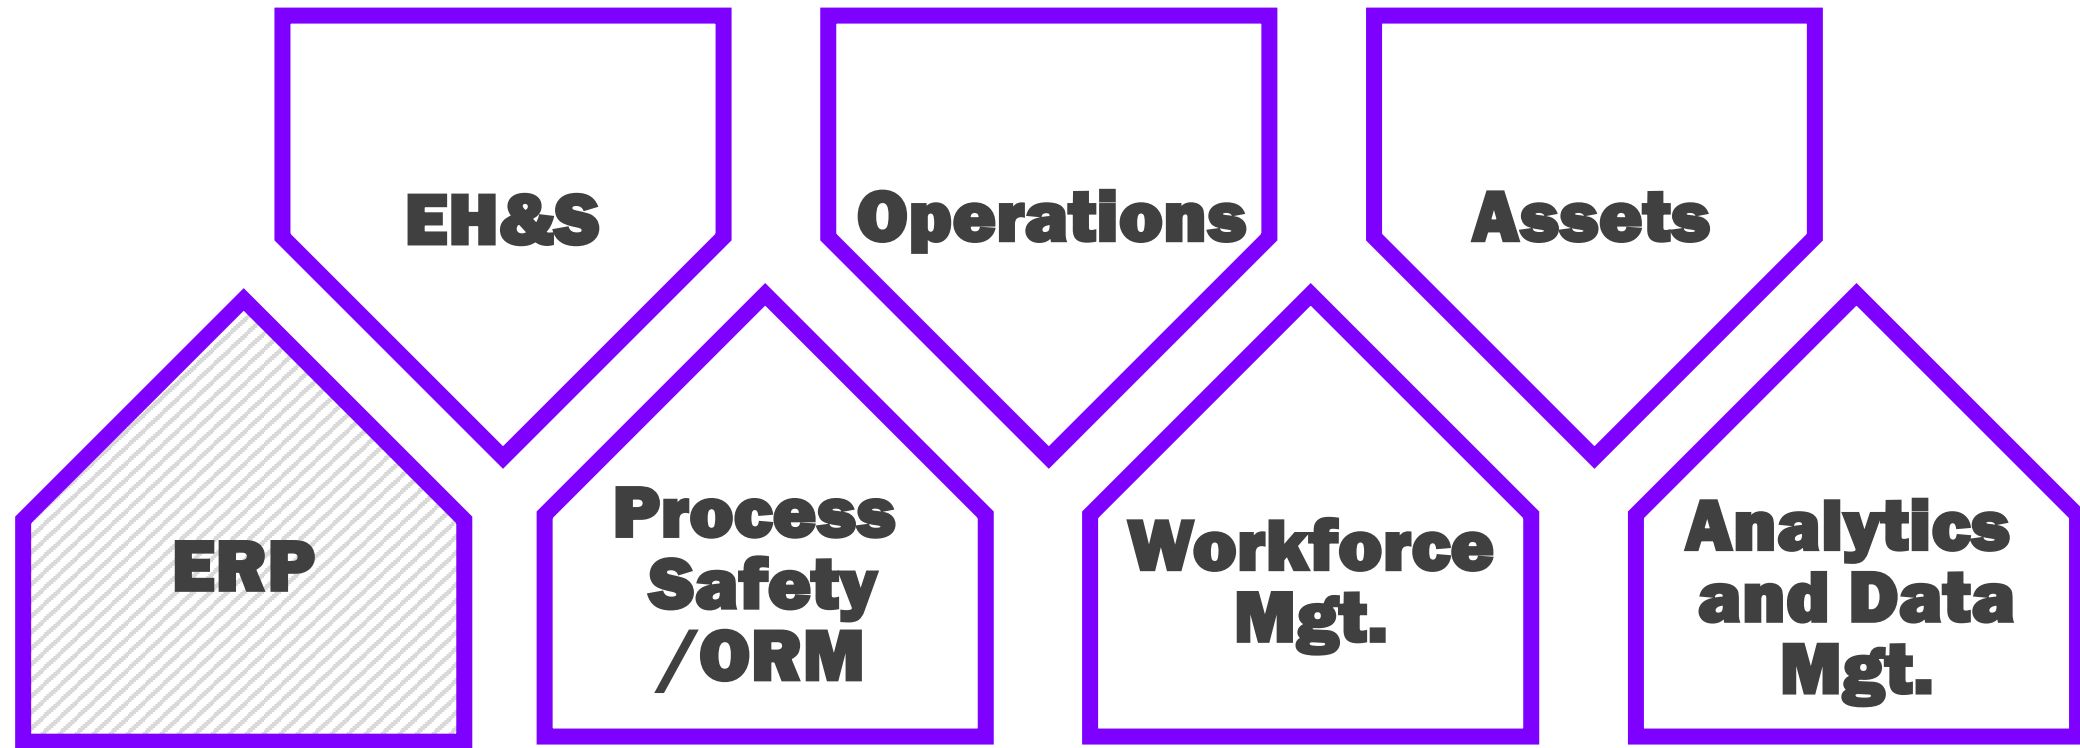 EH&S
Operations
Assets
ERP
Process
Safety
/ORM
Workforce
Mgt.
Analytics
and Data
Mgt.